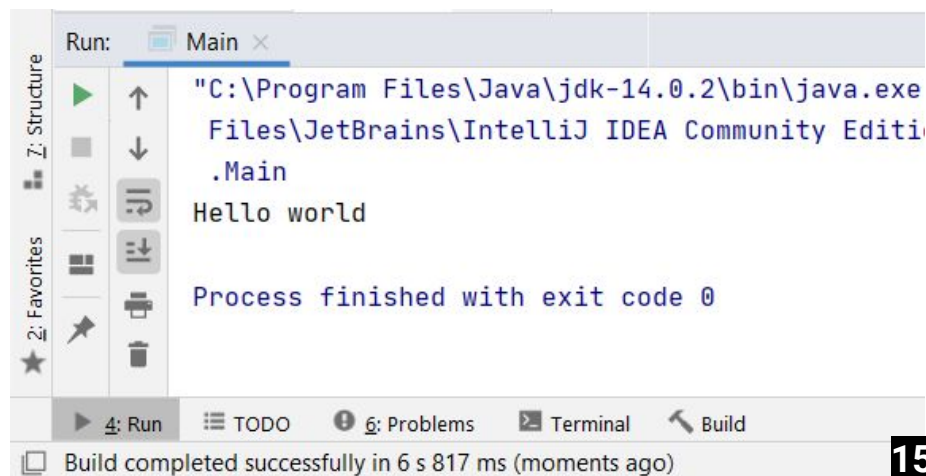 Run: Main
"C:\Program Files\Java\jdk-14.0.2\bin\java.exe
Files\JetBrains\IntelliJ IDEA Community Editi
.Main
Hello world
Process finished with exit code 0
7: Structure
2: Favorites
4: Run TODO 6: Problems Terminal Build
Build completed successfully in 6 s 817 ms (moments ago)
15